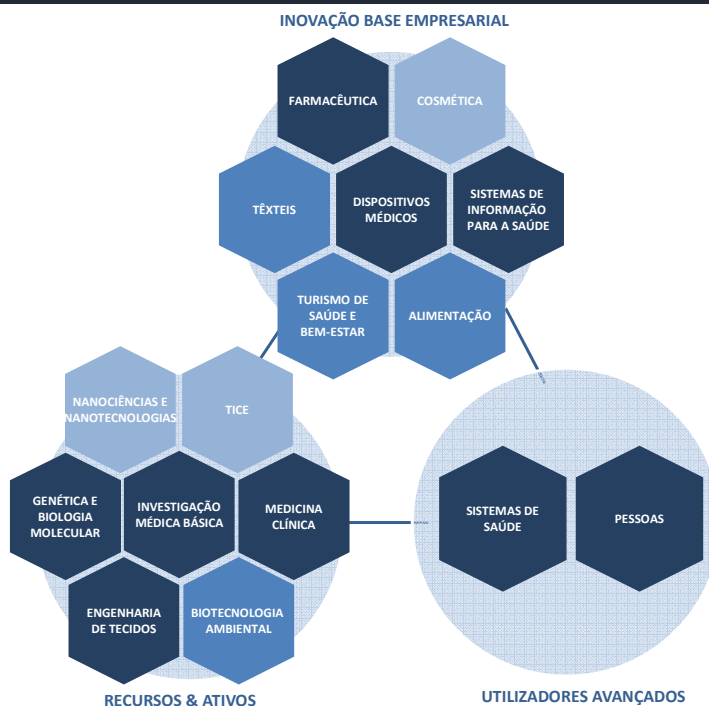 INOVAÇÃO BASE EMPRESARIAL
FARMACÊUTICA
COSMÉTICA
TÊXTEIS
DISPOSITIVOS
MÉDICOS
SISTEMAS DE
INFORMAÇÃO
PARA A SAÚDE
TURISMO DE
SAÚDE E
BEM-ESTAR
ALIMENTAÇÃO
NANOCIÊNCIAS E
NANOTECNOLOGIAS
TICE
GENÉTICA E
BIOLOGIA
MOLECULAR
INVESTIGAÇÃO
MÉDICA BÁSICA
MEDICINA
CLÍNICA
ENGENHARIA
DE TECIDOS
BIOTECNOLOGIA
AMBIENTAL
RECURSOS & ATIVOS
SISTEMAS DE
SAÚDE
PESSOAS
UTILIZADORES AVANÇADOS